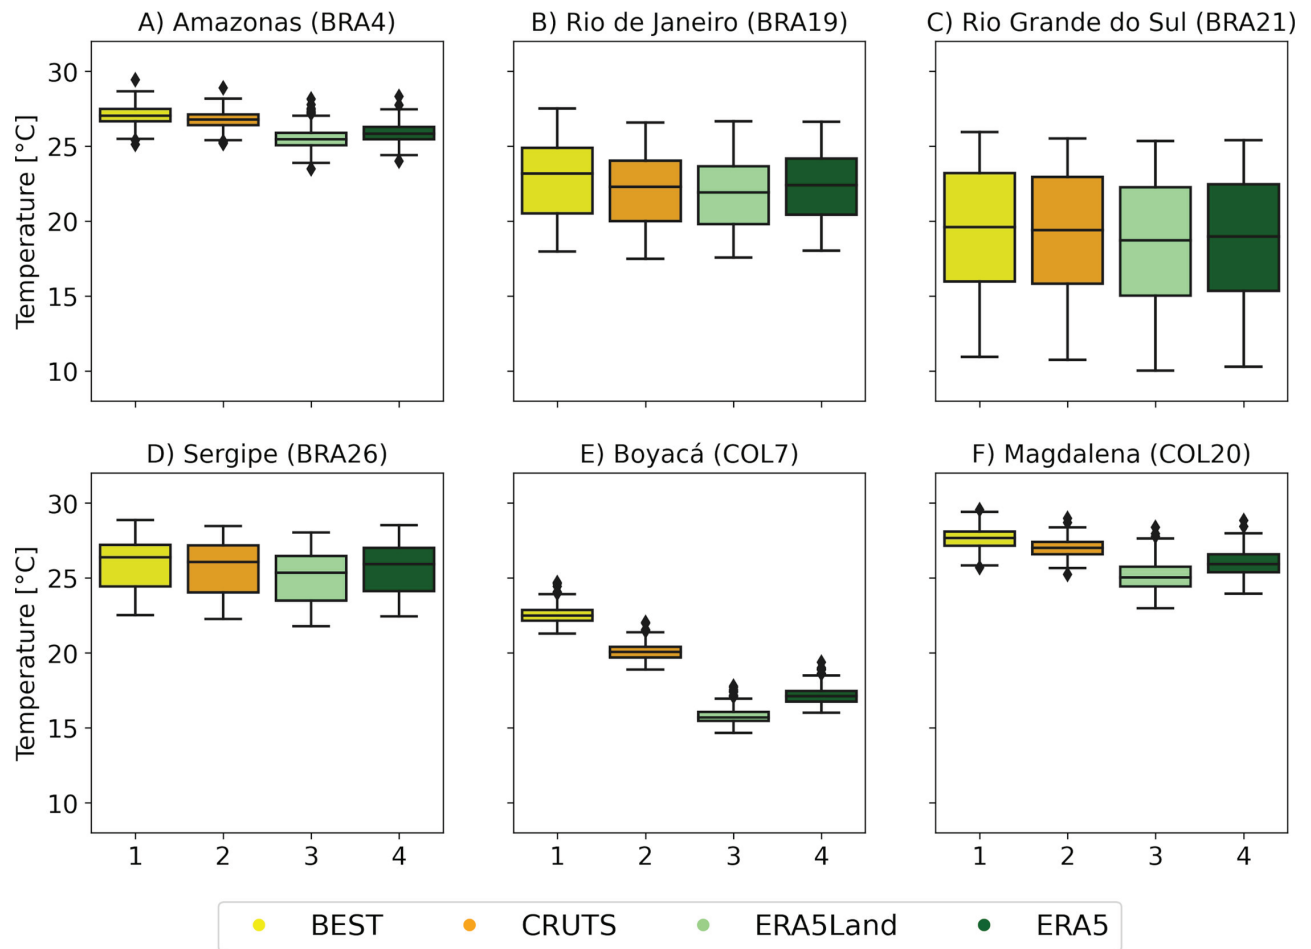 A) Amazonas (BRA4)
B) Rio de Janeiro (BRA19)
C) Rio Grande do Sul (BRA21)
Temperature [°C]
30
25
20
15
10
D) Sergipe (BRA26)
E) Boyacá (COL7)
F) Magdalena (COL20)
Temperature [°C]
30
25
20
15
10
1 2 3 4
1 2 3 4
1 2 3 4
BEST CRUTS ERA5Land ERA5